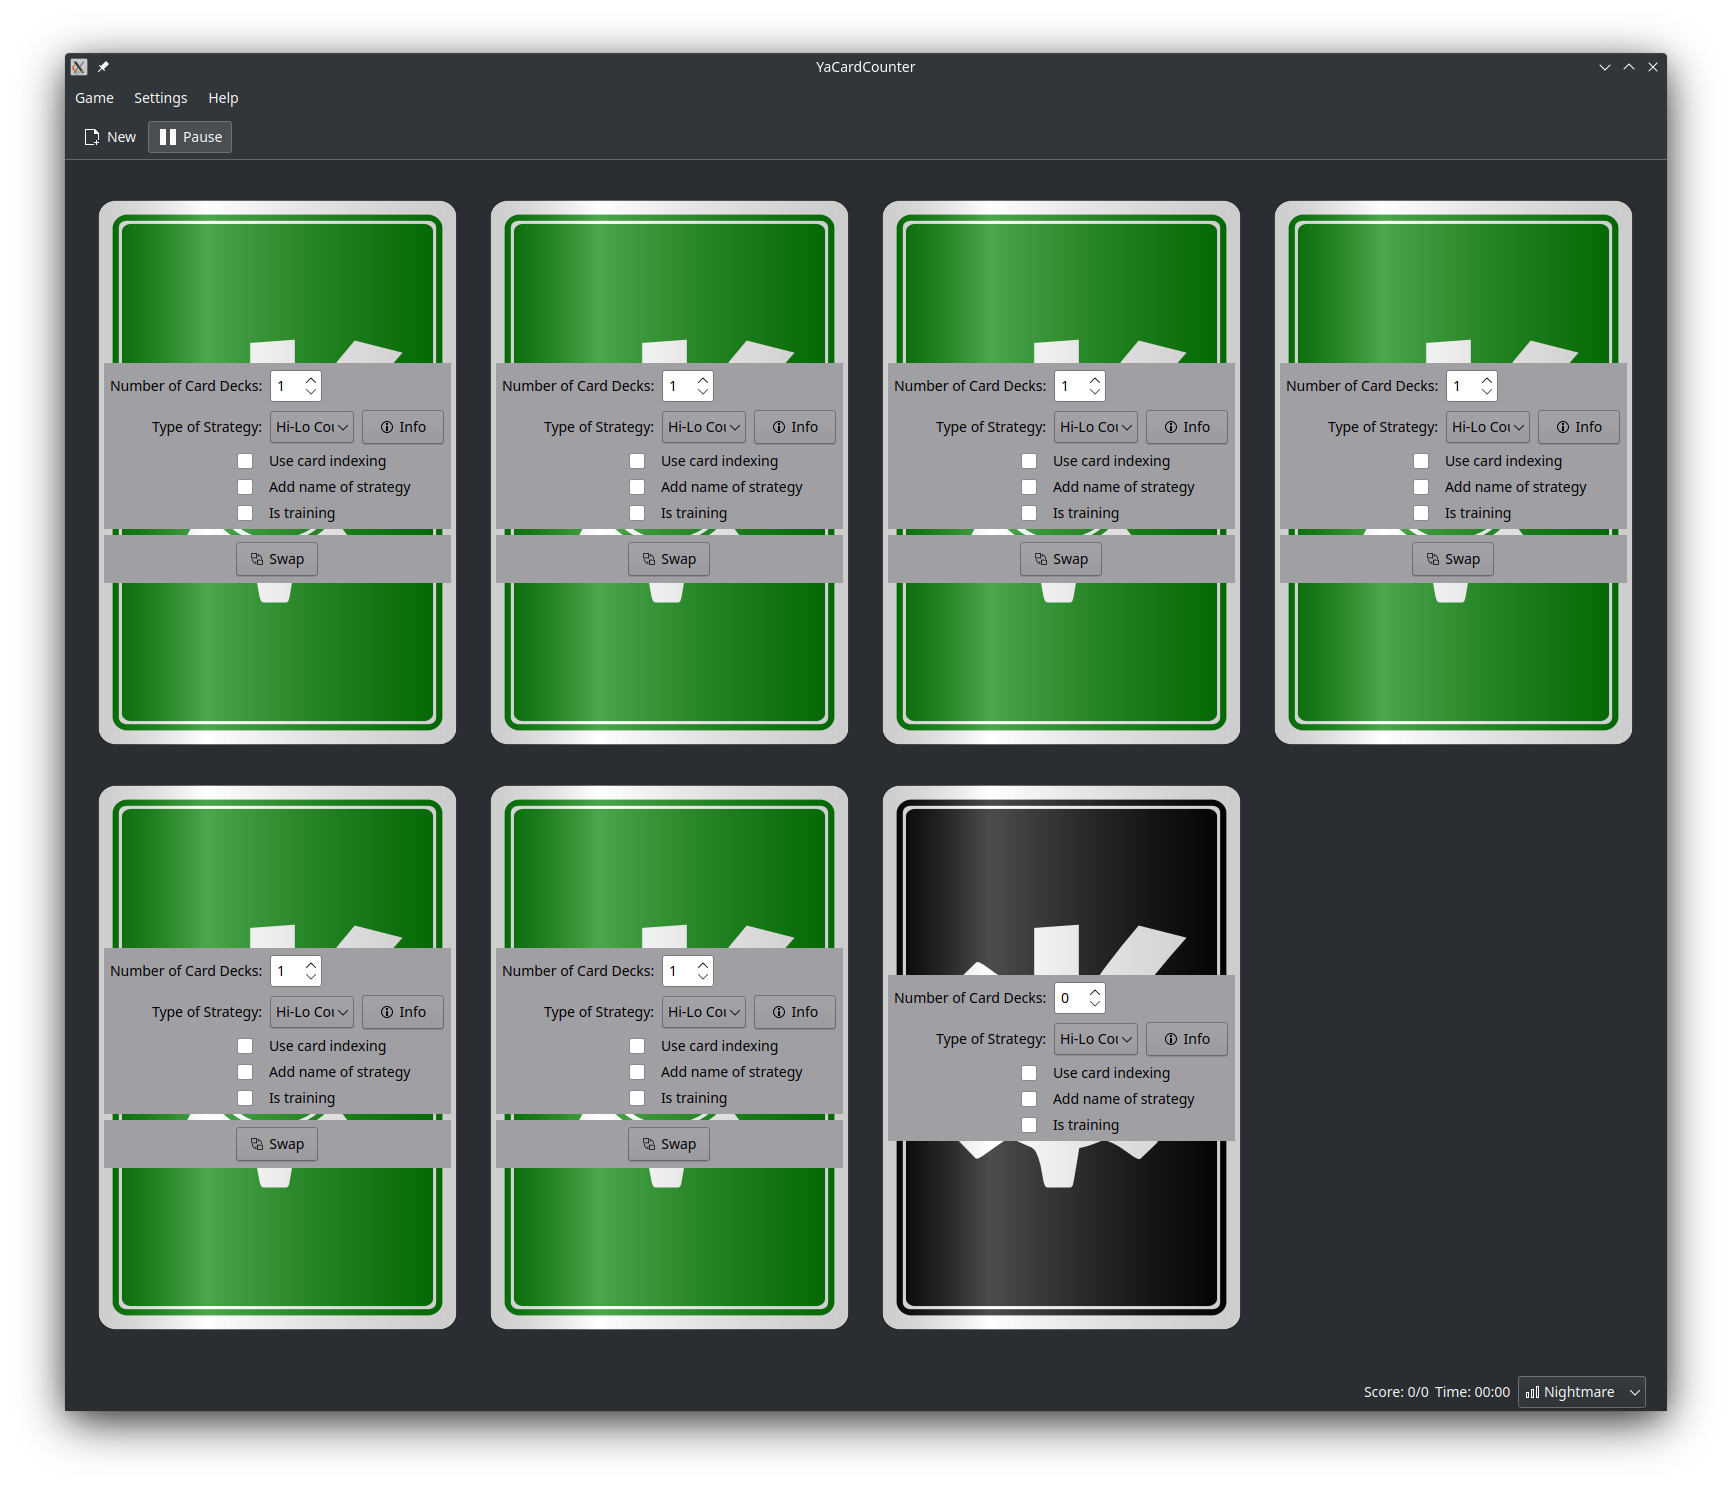 YaCardCounter
Game Settings Help
New Pause
Number of Card Decks: 1 Number of Card Decks: 1 Number of Card Decks: 1 Number of Card Decks: 1
Type of Strategy: Hi-Lo Cou Info Type of Strategy: Hi-Lo Cou Info Type of Strategy: Hi-Lo Cou Info Type of Strategy: Hi-Lo Cou Info
Use card indexing Use card indexing Use card indexing Use card indexing
Add name of strategy Add name of strategy Add name of strategy Add name of strategy
Is training Is training Is training Is training
Swap Swap Swap Swap
Number of Card Decks: 1 Number of Card Decks: 1
Type of Strategy: Hi-Lo Cou Info Type of Strategy: Hi-Lo Cou Info
Use card indexing Use card indexing
Add name of strategy Add name of strategy
Is training Is training
Swap Swap
Number of Card Decks: 0
Type of Strategy: Hi-Lo Cou Info
Use card indexing
Add name of strategy
Is training
Score: 0/0 Time: 00:00 Nightmare